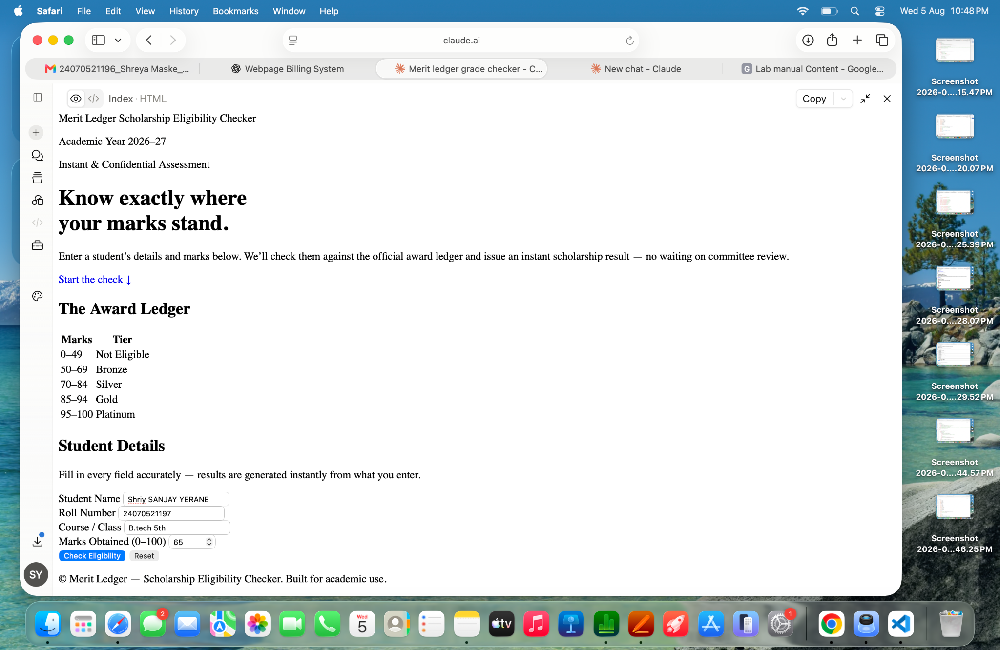 Safari File Edit View History Bookmarks Window Help Wed 5 Aug 10:48 PM
claude.ai
24070521196_Shreya Maske_... Webpage Billing System Merit ledger grade checker - C... New chat - Claude G Lab manual Content - Google...
Index · HTML Copy
Merit Ledger Scholarship Eligibility Checker
Academic Year 2026–27
Instant & Confidential Assessment
Know exactly where
your marks stand.
Enter a student’s details and marks below. We’ll check them against the official award ledger and issue an instant scholarship result — no waiting on committee review.
Start the check ↓
The Award Ledger
Marks Tier
0–49 Not Eligible
50–69 Bronze
70–84 Silver
85–94 Gold
95–100 Platinum
Student Details
Fill in every field accurately — results are generated instantly from what you enter.
Student Name Shriy SANJAY YERANE
Roll Number 24070521197
Course / Class B.tech 5th
Marks Obtained (0–100) 65
Check Eligibility Reset
© Merit Ledger — Scholarship Eligibility Checker. Built for academic use.
SY
Screenshot
2026-0....15.47 PM
Screenshot
2026-0....20.07 PM
Screenshot
2026-0....25.39 PM
Screenshot
2026-0....28.07 PM
Screenshot
2026-0....29.52 PM
Screenshot
2026-0....44.57 PM
Screenshot
2026-0...46.25 PM
2
Wed
5
tv
1